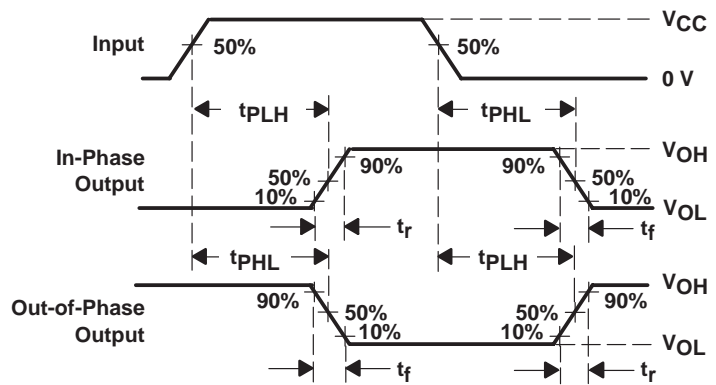 Input
50%
50%
VCC
0 V
tPLH
tPHL
In-Phase
Output
90%
50%
10%
90%
50%
10%
VOH
VOL
tr
tf
tPHL
tPLH
Out-of-Phase
Output
90%
50%
10%
90%
50%
10%
VOH
VOL
tf
tr